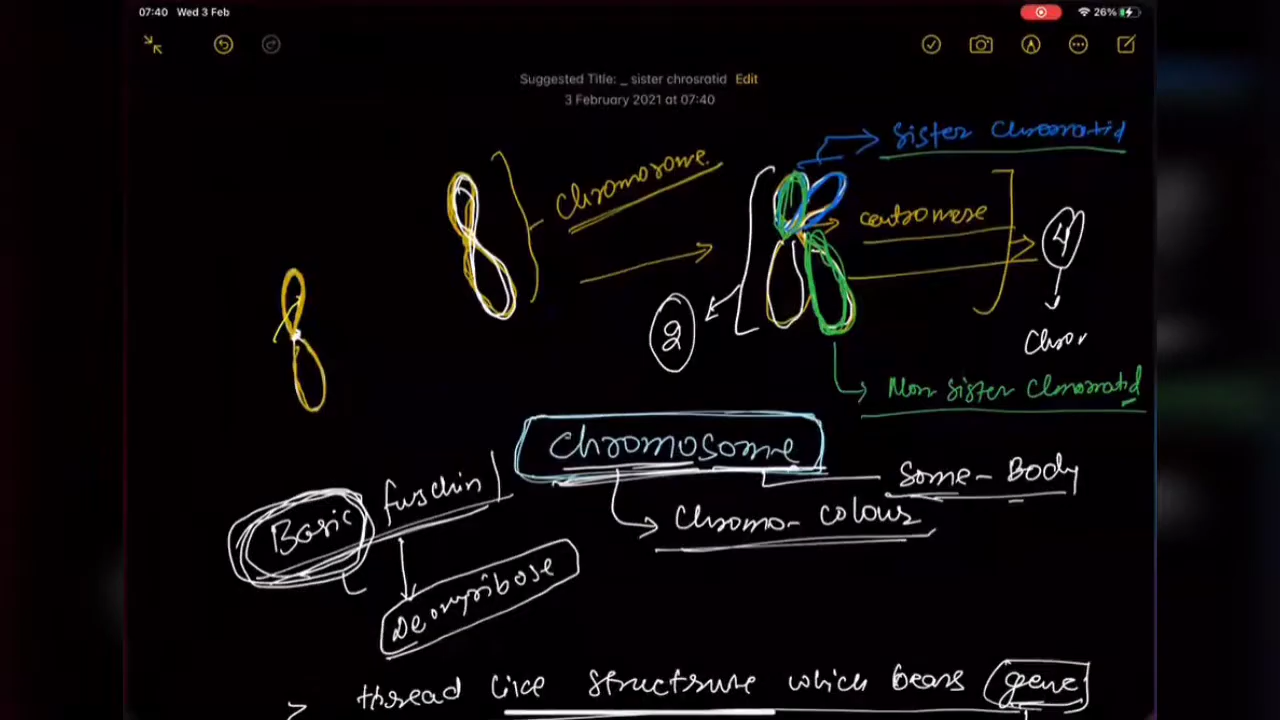 07:40 Wed 3 Feb
26%
Suggested Title: _ sister chrosratid Edit
3 February 2021 at 07:40
Sister Chromatid
chromosome.
centromere
4
2
Chro
Non Sister Chromatid
chromosome
Some- Body
Basic fuschin
Chromo- colour
thread like structure which bears gene